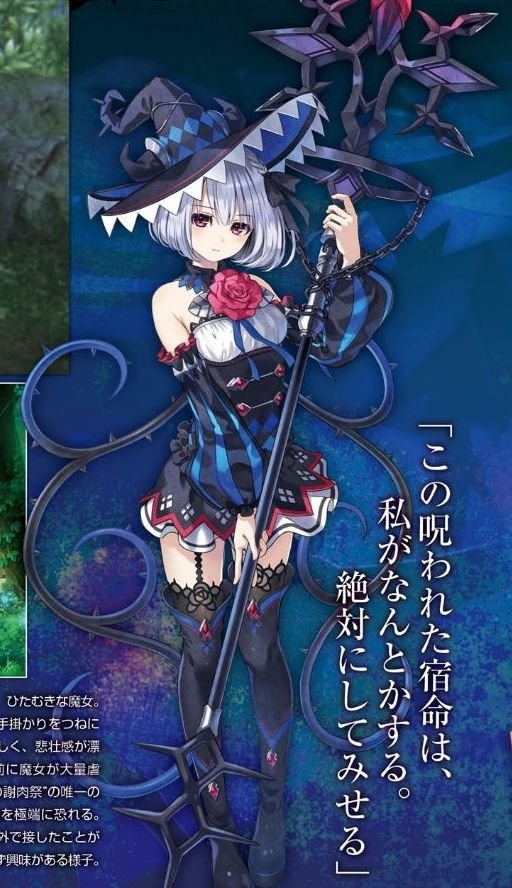 「この呪われた宿命は、
私がなんとかする。
絶対にしてみせる」
ひたむきな魔女。
手掛かりをつねに
しく、悲壮感が漂
前に魔女が大量虐
の謝肉祭"の唯一の
を極端に恐れる。
外で接したことが
ず興味がある様子。